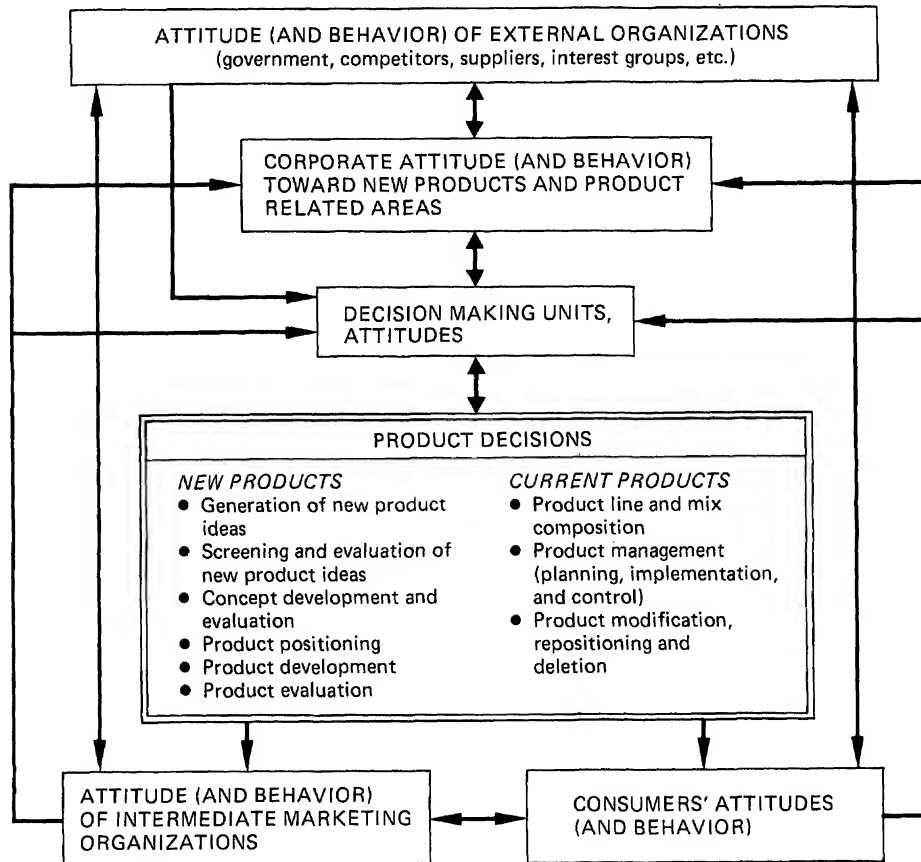 ATTITUDE (AND BEHAVIOR) OF EXTERNAL ORGANIZATIONS
(government, competitors, suppliers, interest groups, etc.)
CORPORATE ATTITUDE (AND BEHAVIOR)
TOWARD NEW PRODUCTS AND PRODUCT
RELATED AREAS
DECISION MAKING UNITS,
ATTITUDES
PRODUCT DECISIONS
NEW PRODUCTS
● Generation of new product
ideas
● Screening and evaluation of
new product ideas
● Concept development and
evaluation
● Product positioning
● Product development
● Product evaluation
CURRENT PRODUCTS
● Product line and mix
composition
● Product management
(planning, implementation,
and control)
● Product modification,
repositioning and
deletion
ATTITUDE (AND BEHAVIOR)
OF INTERMEDIATE MARKETING
ORGANIZATIONS
CONSUMERS' ATTITUDES
(AND BEHAVIOR)